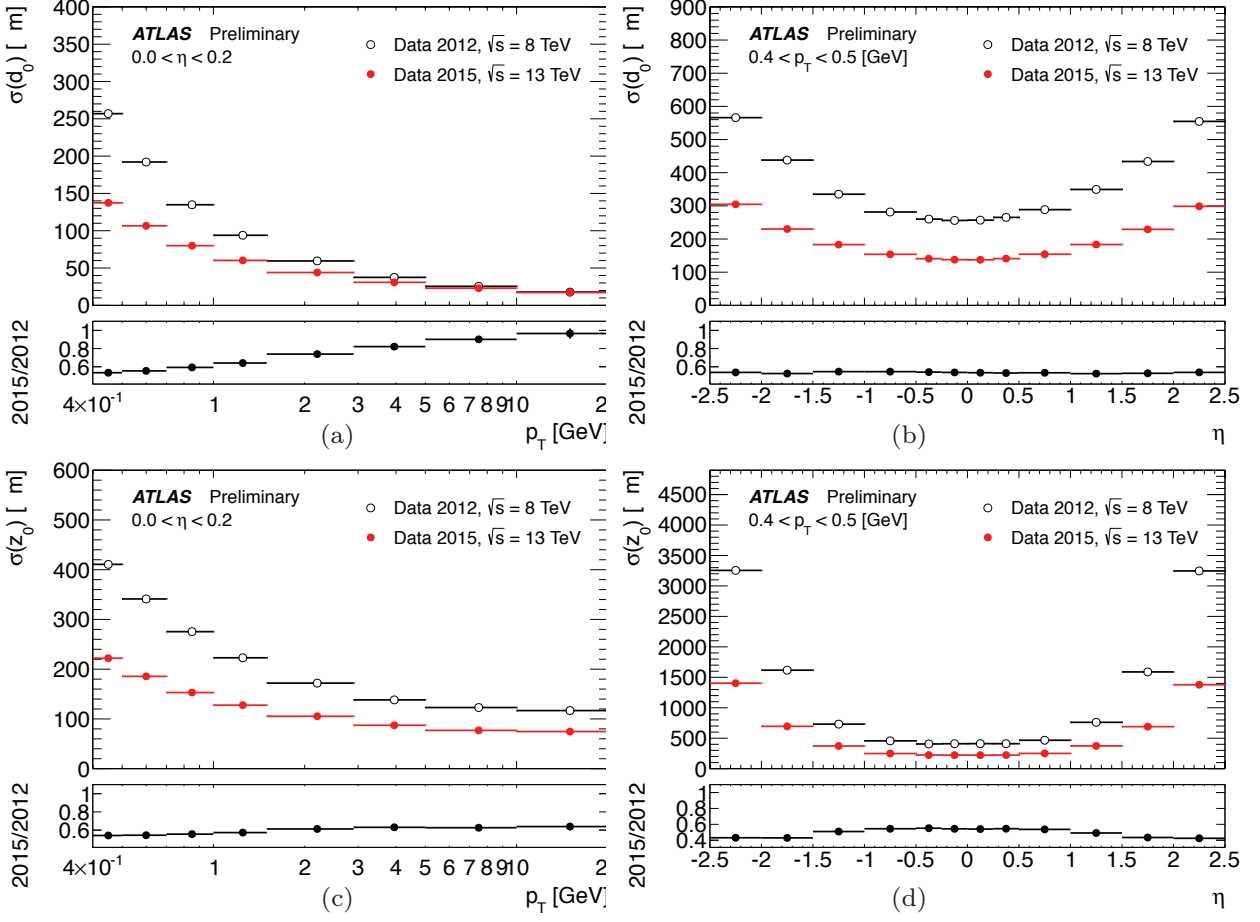 ATLAS Preliminary
0.0 < η < 0.2
Data 2012, √s = 8 TeV
Data 2015, √s = 13 TeV
σ(d0) [ m]
400
350
300
250
200
150
100
50
0
2015/2012
1
0.8
0.6
4×10⁻¹ 1 2 3 4 5 6 7 8 9 10 2
pT [GeV]
(a)
ATLAS Preliminary
0.4 < pT < 0.5 [GeV]
Data 2012, √s = 8 TeV
Data 2015, √s = 13 TeV
σ(d0) [ m]
900
800
700
600
500
400
300
200
100
0
2015/2012
1
0.8
0.6
-2.5 -2 -1.5 -1 -0.5 0 0.5 1 1.5 2 2.5
η
(b)
ATLAS Preliminary
0.0 < η < 0.2
Data 2012, √s = 8 TeV
Data 2015, √s = 13 TeV
σ(z0) [ m]
600
500
400
300
200
100
0
2015/2012
1
0.8
0.6
4×10⁻¹ 1 2 3 4 5 6 7 8 9 10 2
pT [GeV]
(c)
ATLAS Preliminary
0.4 < pT < 0.5 [GeV]
Data 2012, √s = 8 TeV
Data 2015, √s = 13 TeV
σ(z0) [ m]
4500
4000
3500
3000
2500
2000
1500
1000
500
0
2015/2012
1
0.8
0.6
0.4
-2.5 -2 -1.5 -1 -0.5 0 0.5 1 1.5 2 2.5
η
(d)